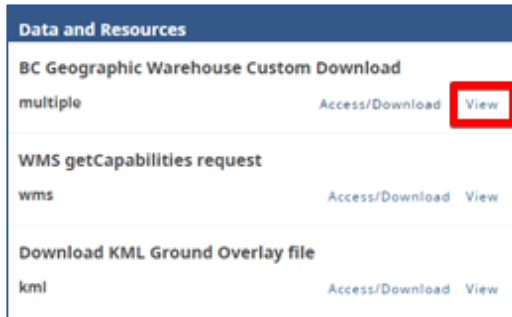 Data and Resources
BC Geographic Warehouse Custom Download
multiple Access/Download View
WMS getCapabilities request
wms Access/Download View
Download KML Ground Overlay file
kml Access/Download View